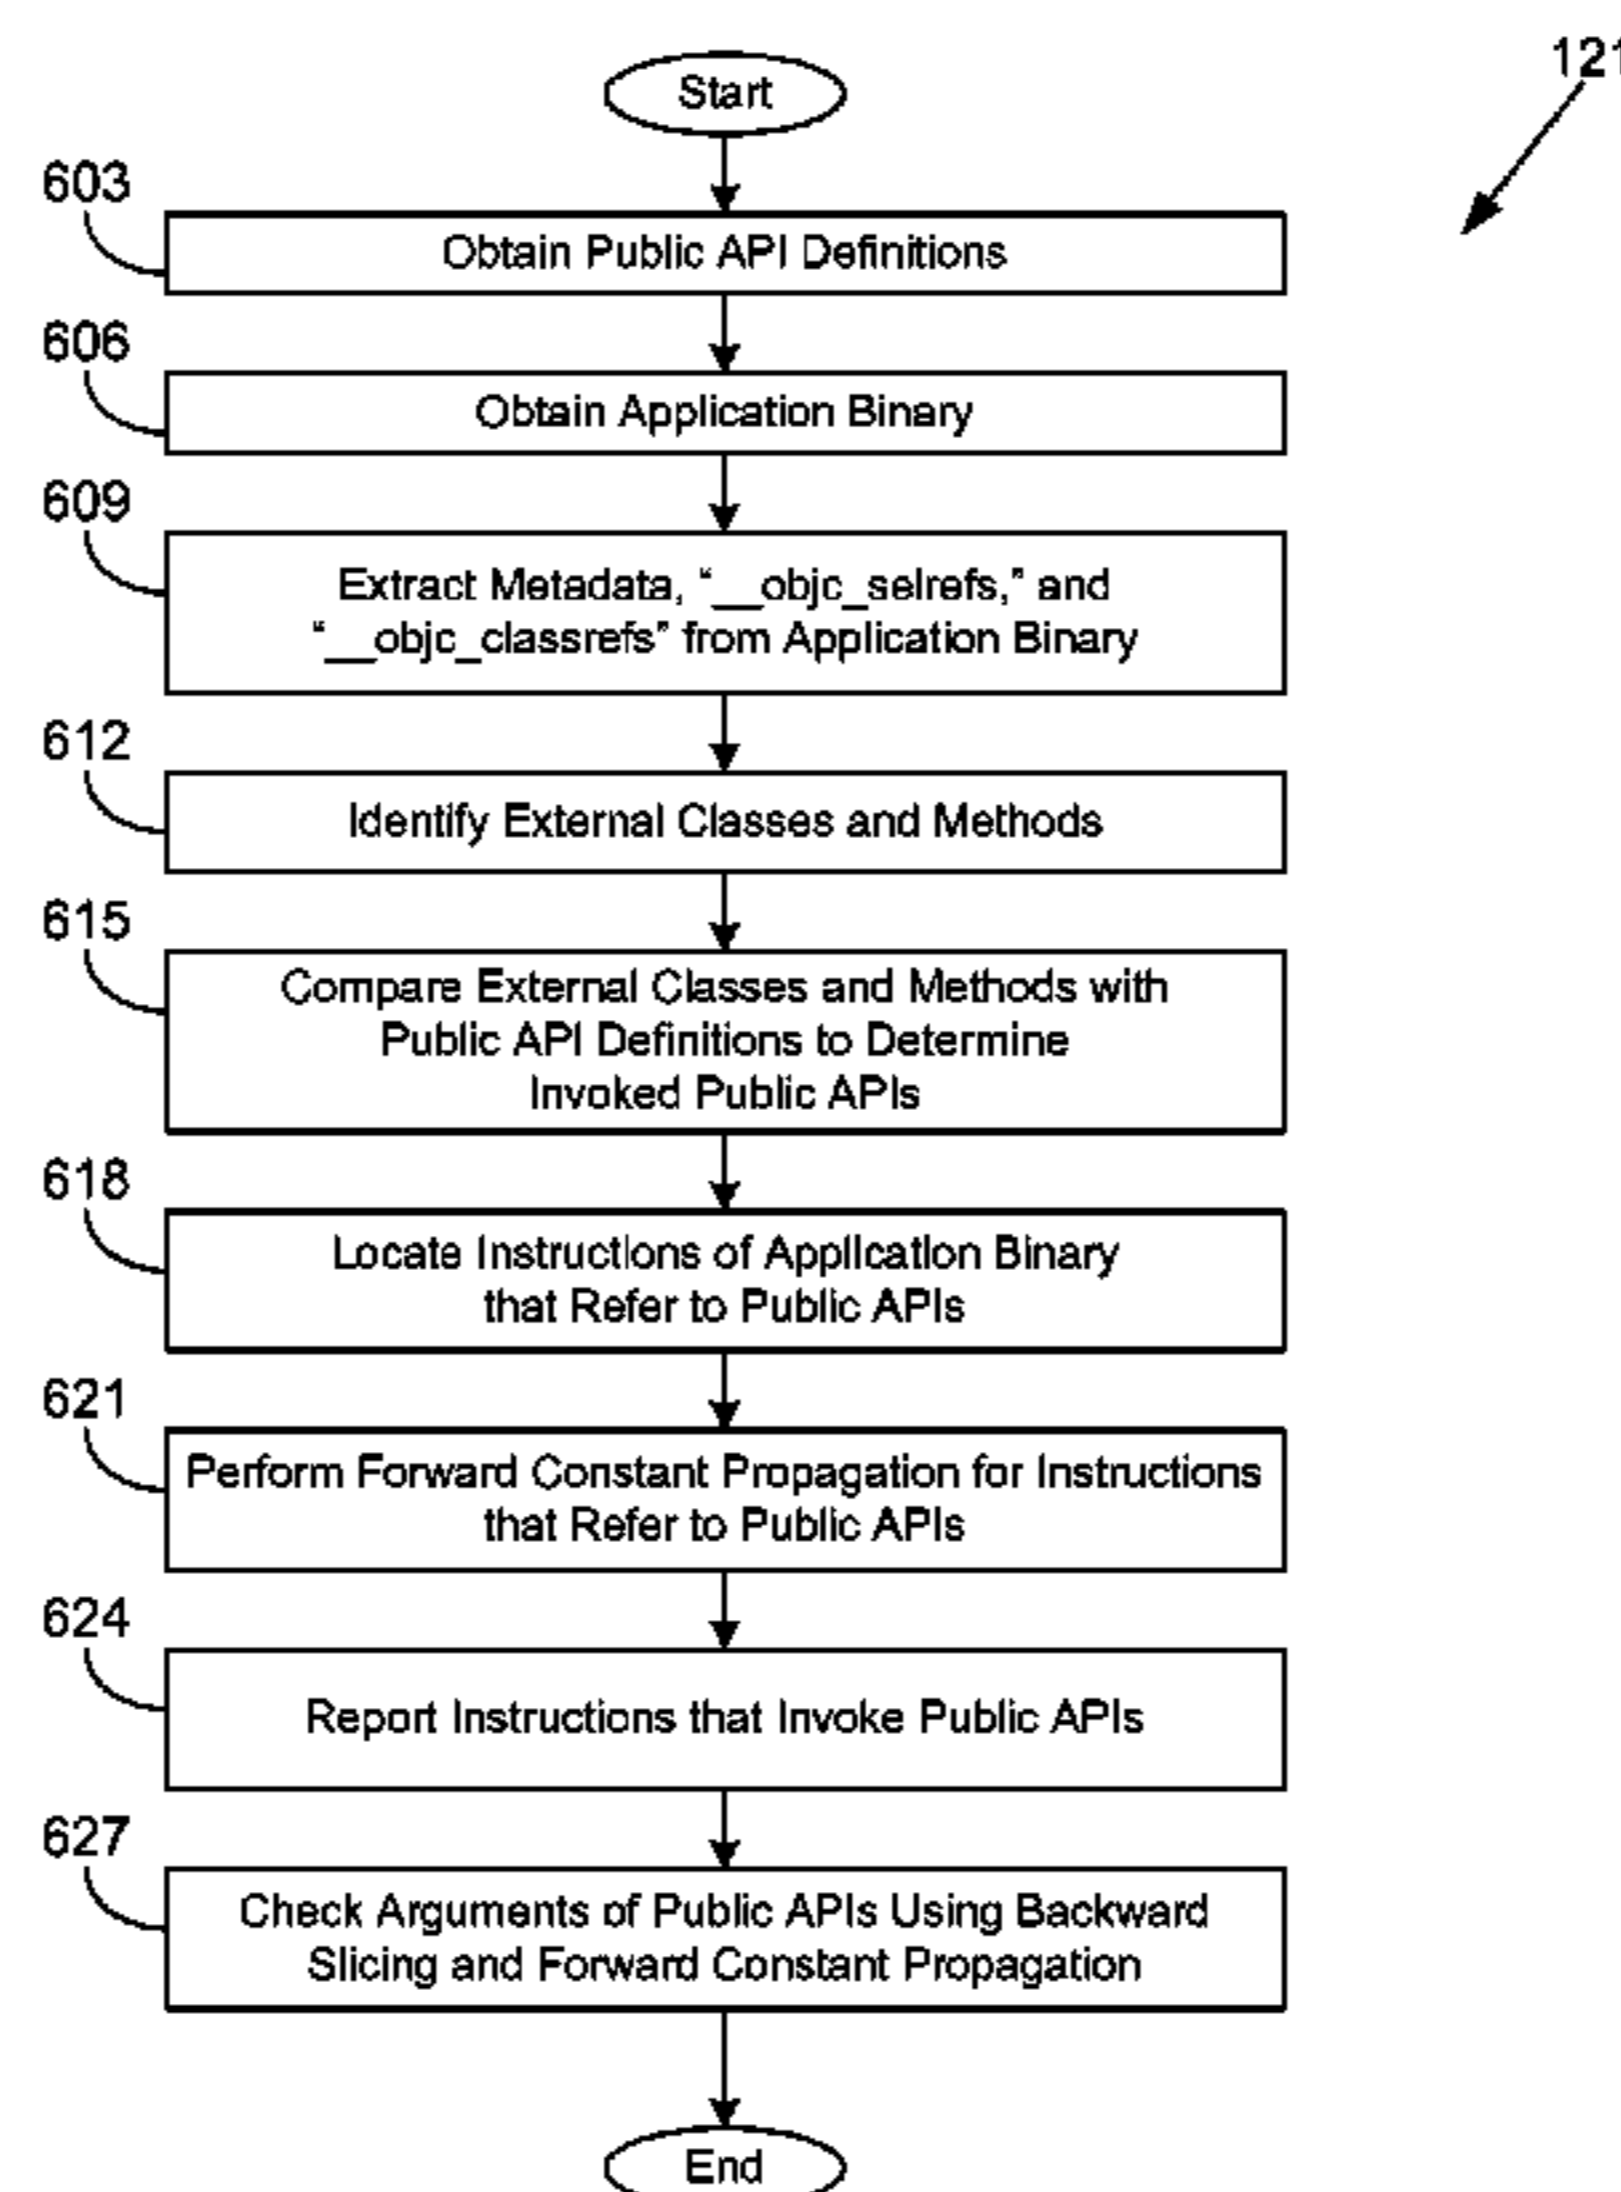 121
Start
603
Obtain Public API Definitions
606
Obtain Application Binary
609
Extract Metadata, “__objc_selrefs,” and
“__objc_classrefs” from Application Binary
612
Identify External Classes and Methods
615
Compare External Classes and Methods with
Public API Definitions to Determine
Invoked Public APIs
618
Locate Instructions of Application Binary
that Refer to Public APIs
621
Perform Forward Constant Propagation for Instructions
that Refer to Public APIs
624
Report Instructions that Invoke Public APIs
627
Check Arguments of Public APIs Using Backward
Slicing and Forward Constant Propagation
End